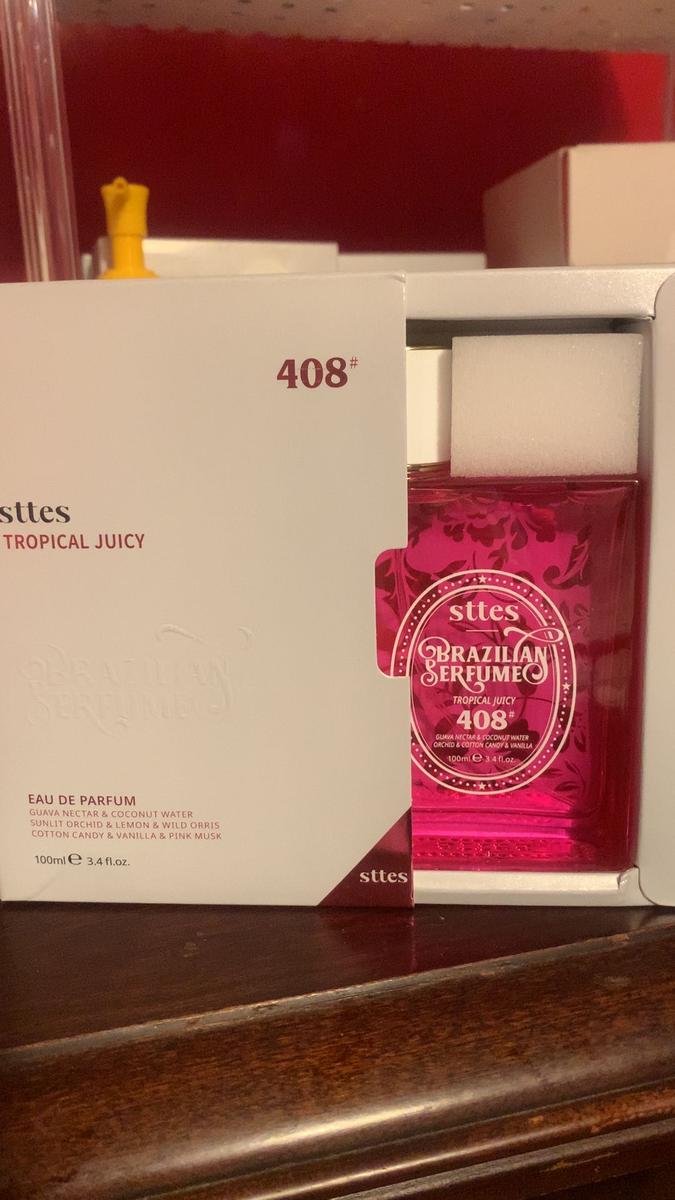 408#
sttes
TROPICAL JUICY
BRAZILIAN
PERFUME
EAU DE PARFUM
GUAVA NECTAR & COCONUT WATER
SUNLIT ORCHID & LEMON & WILD ORRIS
COTTON CANDY & VANILLA & PINK MUSK
100ml ℮ 3.4 fl.oz.
sttes
sttes
BRAZILIAN
PERFUME
TROPICAL JUICY
408#
GUAVA NECTAR & COCONUT WATER
ORCHID & COTTON CANDY & VANILLA
100ml ℮ 3.4 fl.oz.